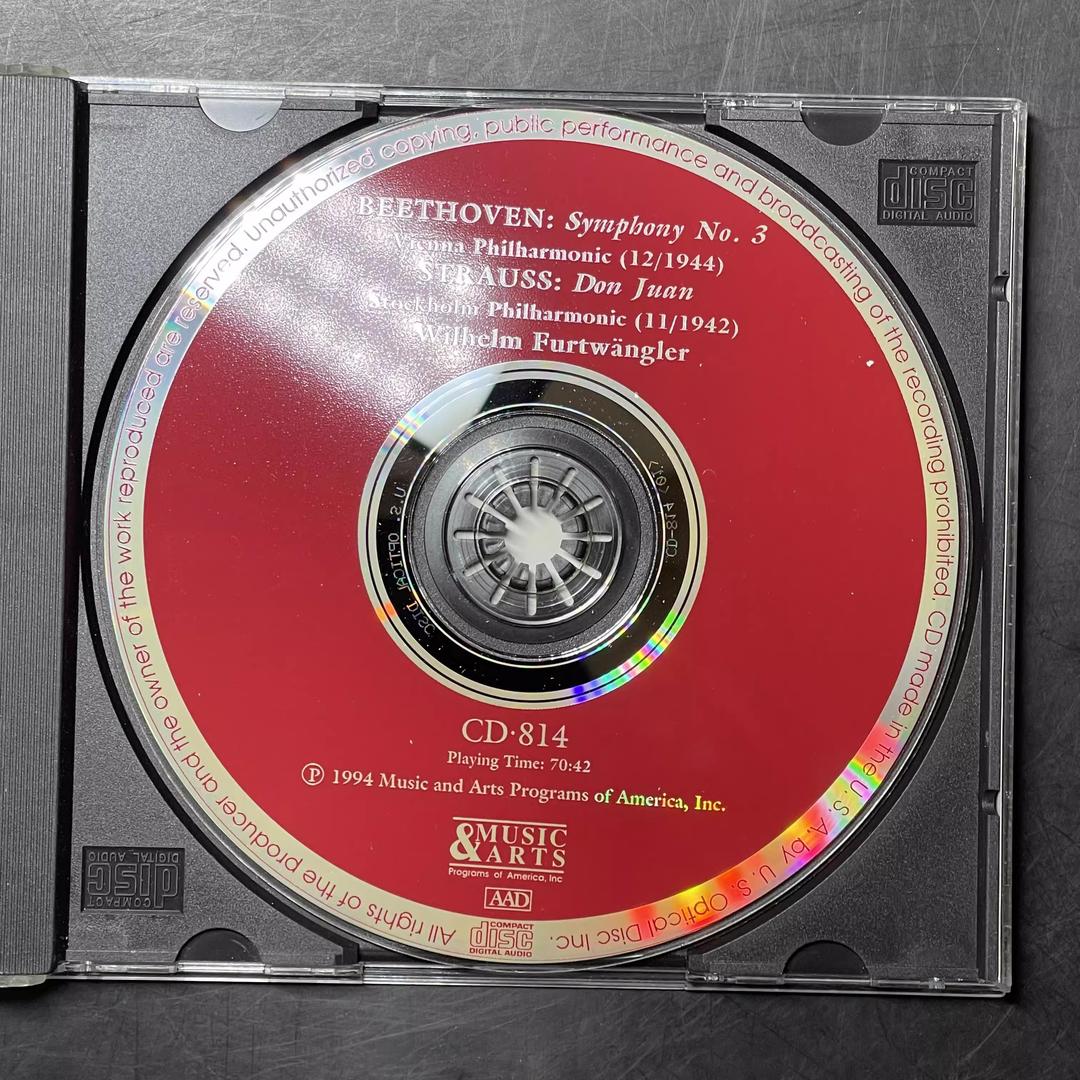 BEETHOVEN: Symphony No. 3
Vienna Philharmonic (12/1944)
STRAUSS: Don Juan
Stockholm Philharmonic (11/1942)
Wilhelm Furtwängler
CD·814
Playing Time: 70:42
Ⓟ 1994 Music and Arts Programs of America, Inc.
MUSIC
& ARTS
Programs of America, Inc
AAD
COMPACT
disc
DIGITAL AUDIO
All rights of the producer and the owner of the work reproduced are reserved. Unauthorized copying, public performance and broadcasting of the recording prohibited. CD made in the U.S.A. by U.S. Optical Disc Inc.
U.S. OPTICAL DISC
CD-814
COMPACT
disc
DIGITAL AUDIO
COMPACT
disc
DIGITAL AUDIO